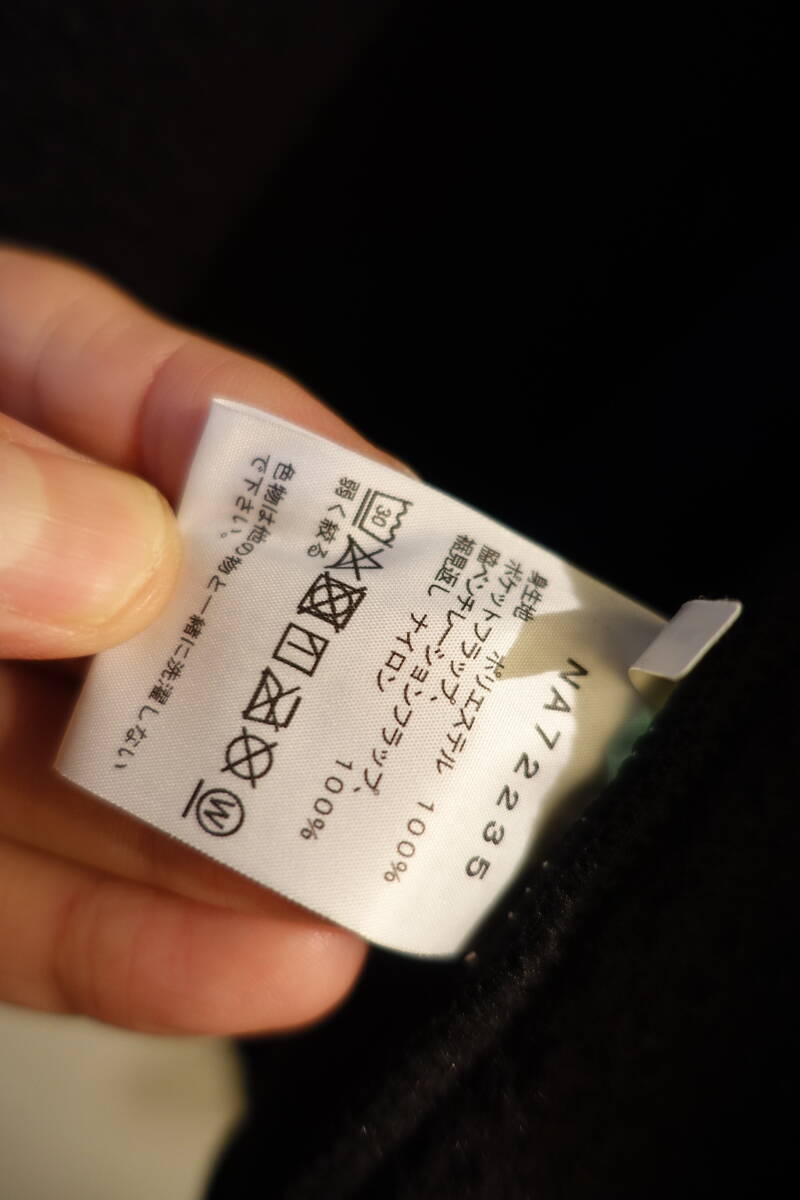 NA72235
身生地 ポリエステル 100%
ポケットフラップ、
脇ベンチレーションフラップ、
裾見返し ナイロン 100%
30
W
弱く絞る
色物は他の物と一緒に洗濯しない
で下さい。